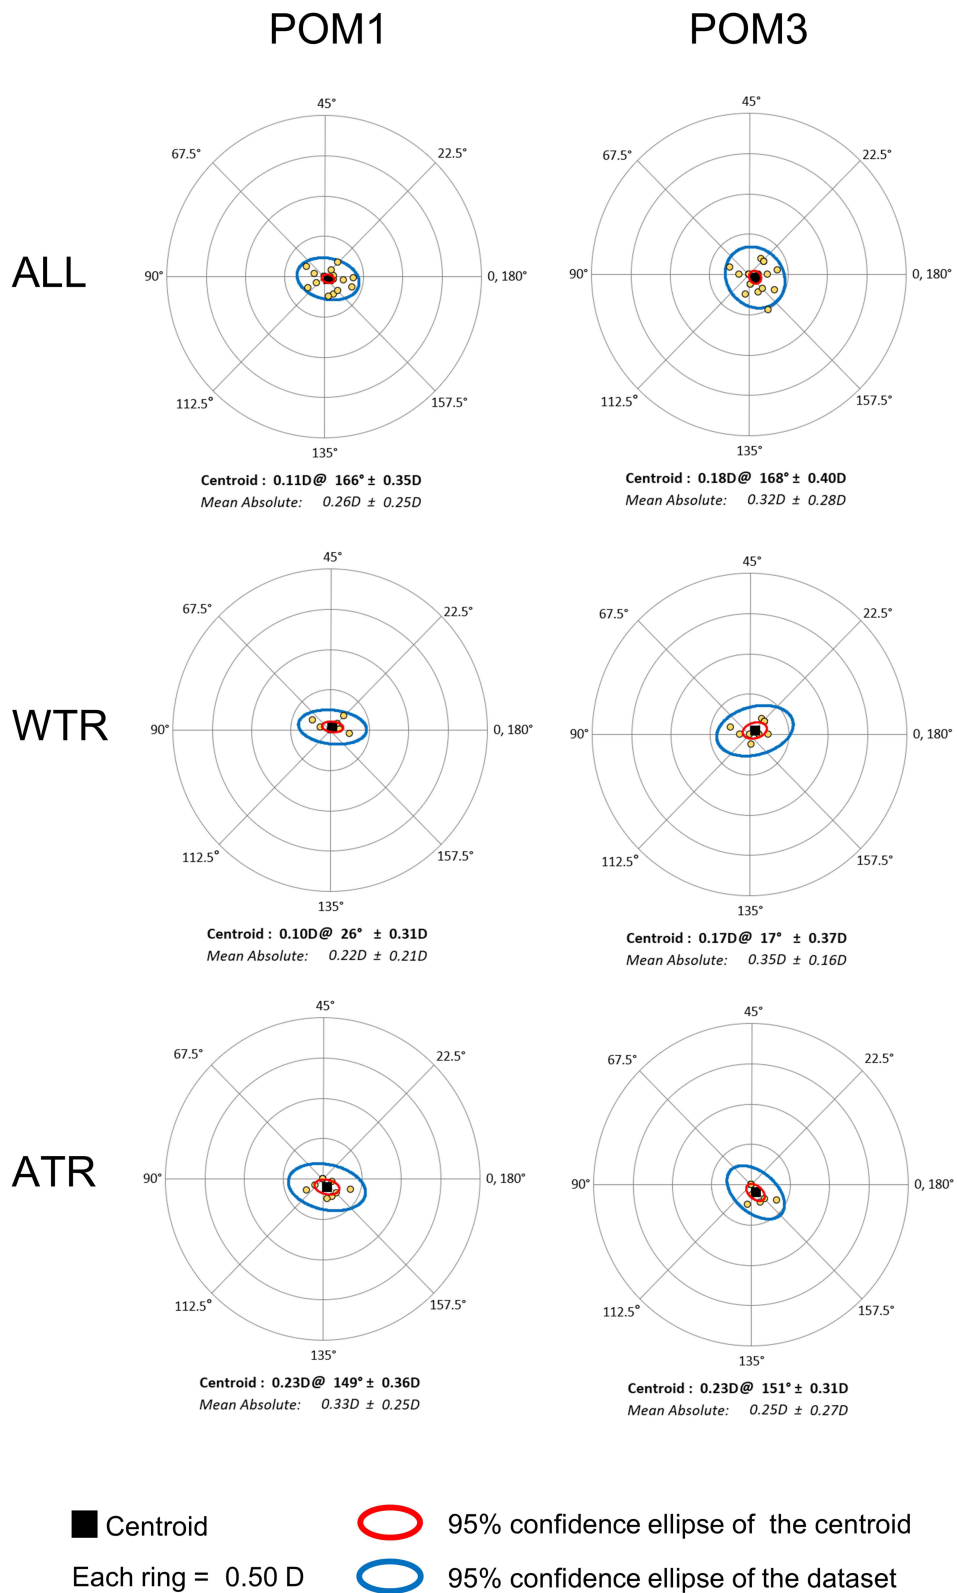 POM1 POM3
ALL
45°
67.5° 22.5°
90° 0, 180°
112.5° 157.5°
135°
Centroid : 0.11D@ 166° ± 0.35D
Mean Absolute: 0.26D ± 0.25D
45°
67.5° 22.5°
90° 0, 180°
112.5° 157.5°
135°
Centroid : 0.18D@ 168° ± 0.40D
Mean Absolute: 0.32D ± 0.28D
WTR
45°
67.5° 22.5°
90° 0, 180°
112.5° 157.5°
135°
Centroid : 0.10D@ 26° ± 0.31D
Mean Absolute: 0.22D ± 0.21D
45°
67.5° 22.5°
90° 0, 180°
112.5° 157.5°
135°
Centroid : 0.17D@ 17° ± 0.37D
Mean Absolute: 0.35D ± 0.16D
ATR
45°
67.5° 22.5°
90° 0, 180°
112.5° 157.5°
135°
Centroid : 0.23D@ 149° ± 0.36D
Mean Absolute: 0.33D ± 0.25D
45°
67.5° 22.5°
90° 0, 180°
112.5° 157.5°
135°
Centroid : 0.23D@ 151° ± 0.31D
Mean Absolute: 0.25D ± 0.27D
Centroid 95% confidence ellipse of the centroid
Each ring = 0.50 D 95% confidence ellipse of the dataset